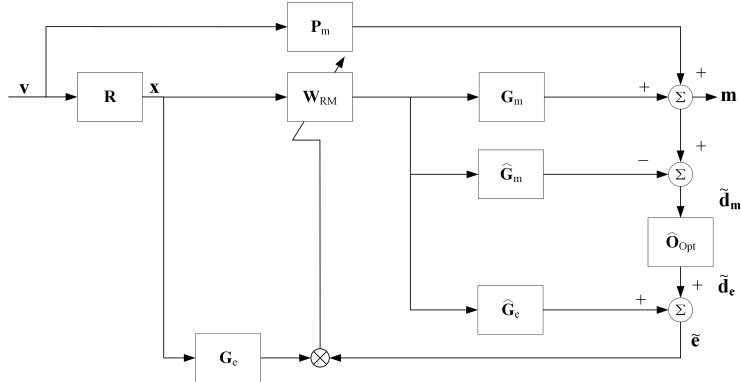 P_m
v
R
x
W_RM
G_m
+
+
Σ
m
+
Ĝ_m
−
Σ
d̃_m
Ô_Opt
+
d̃_e
Ĝ_e
+
Σ
ẽ
G_e